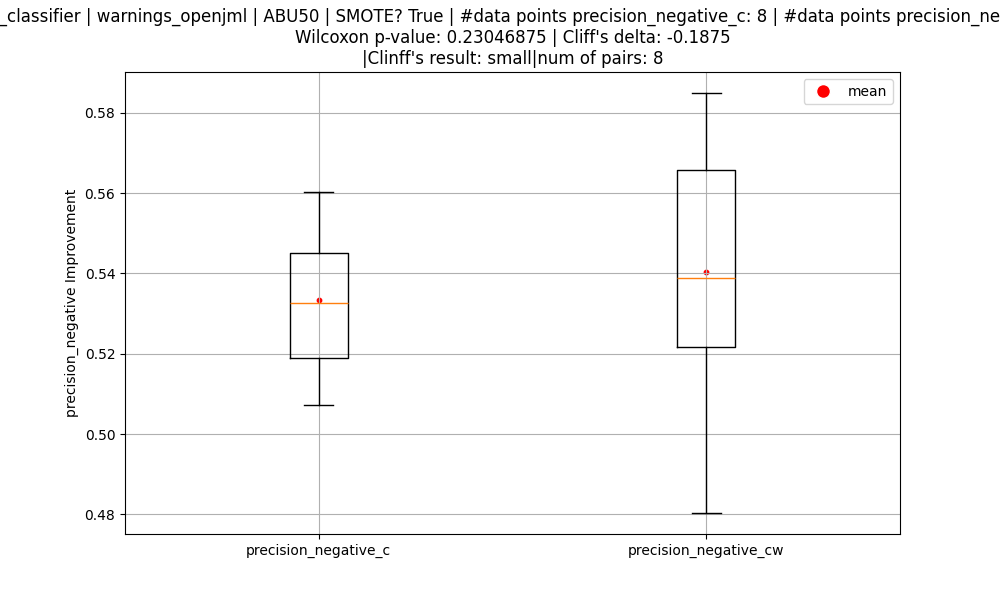 _classifier | warnings_openjml | ABU50 | SMOTE? True | #data points precision_negative_c: 8 | #data points precision_ne
Wilcoxon p-value: 0.23046875 | Cliff's delta: -0.1875
|Clinff's result: small|num of pairs: 8
mean
0.58
0.56
0.54
0.52
0.50
0.48
precision_negative Improvement
precision_negative_c
precision_negative_cw